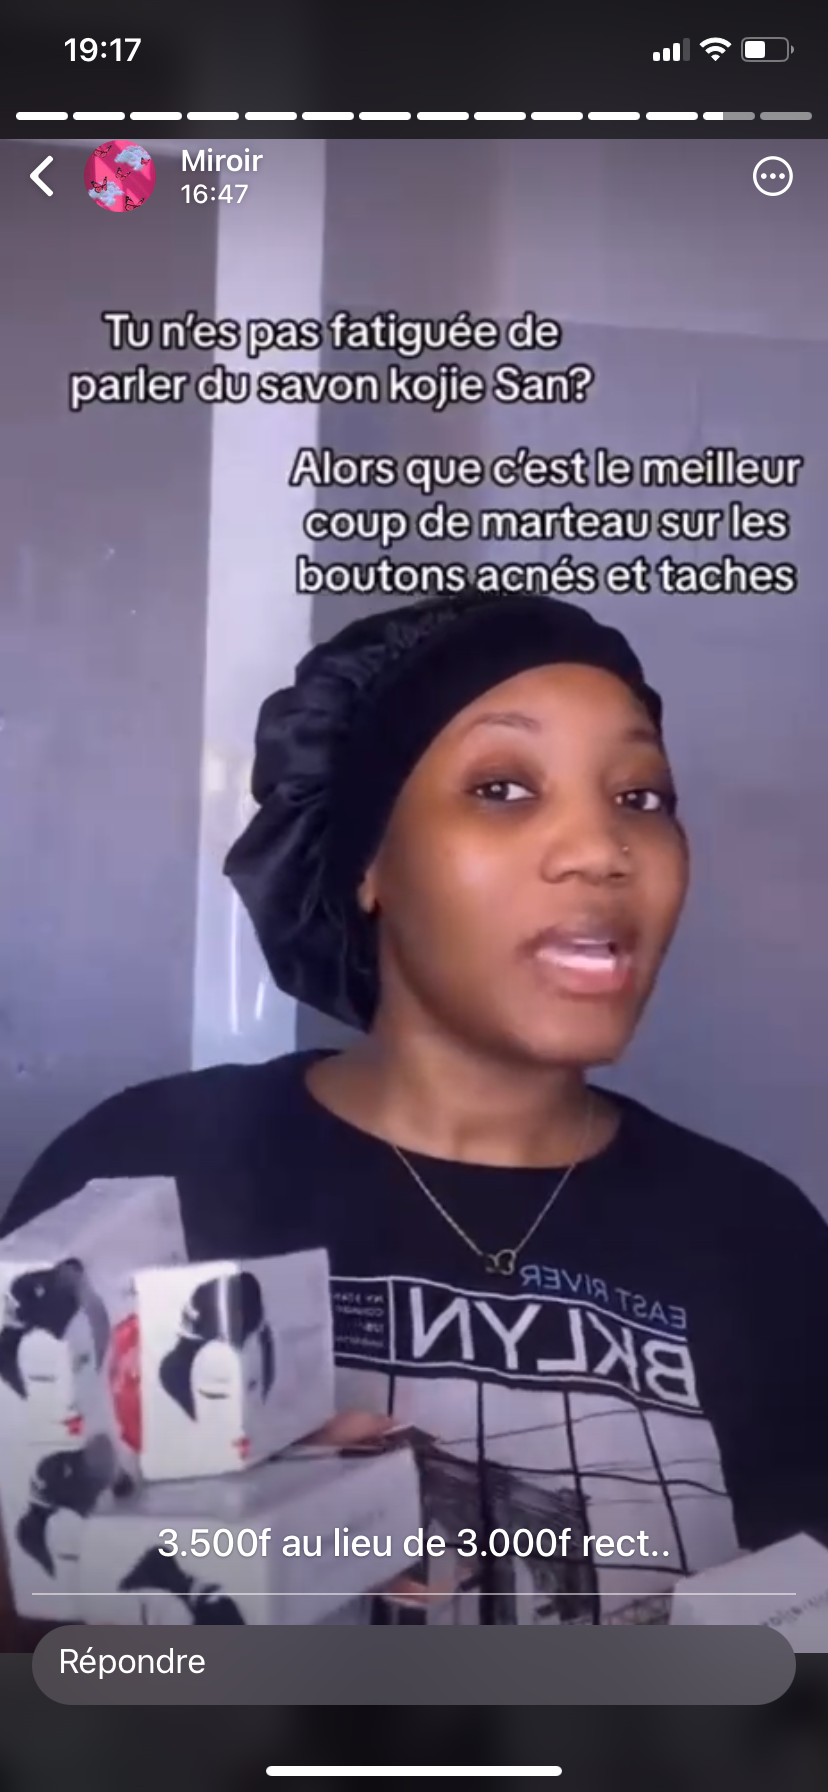 19:17
Miroir
16:47
Tu n'es pas fatiguée de
parler du savon kojie San?
Alors que c'est le meilleur
coup de marteau sur les
boutons acnés et taches
EAST RIVER
BKLYN
3.500f au lieu de 3.000f rect..
Répondre